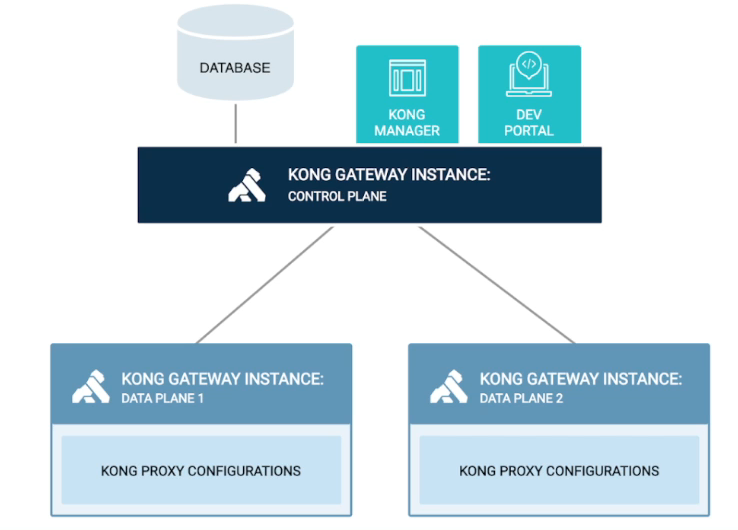 DATABASE
KONG
MANAGER
DEV
PORTAL
KONG GATEWAY INSTANCE:
CONTROL PLANE
KONG GATEWAY INSTANCE:
DATA PLANE 1
KONG PROXY CONFIGURATIONS
KONG GATEWAY INSTANCE:
DATA PLANE 2
KONG PROXY CONFIGURATIONS